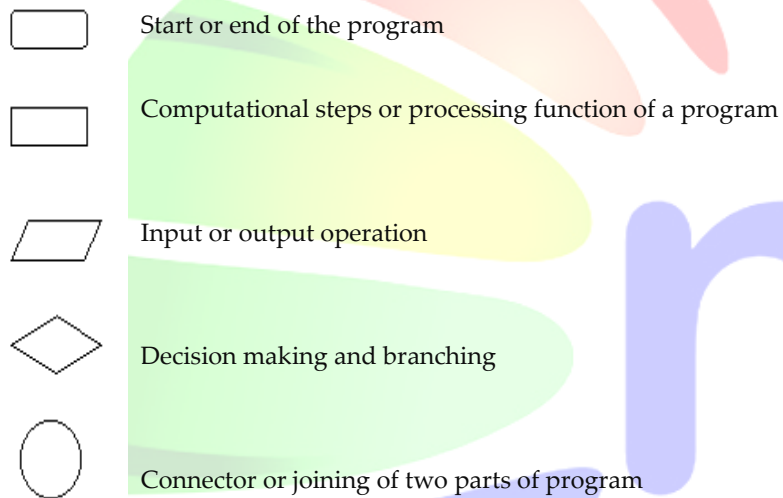 Start or end of the program
Computational steps or processing function of a program
Input or output operation
Decision making and branching
Connector or joining of two parts of program